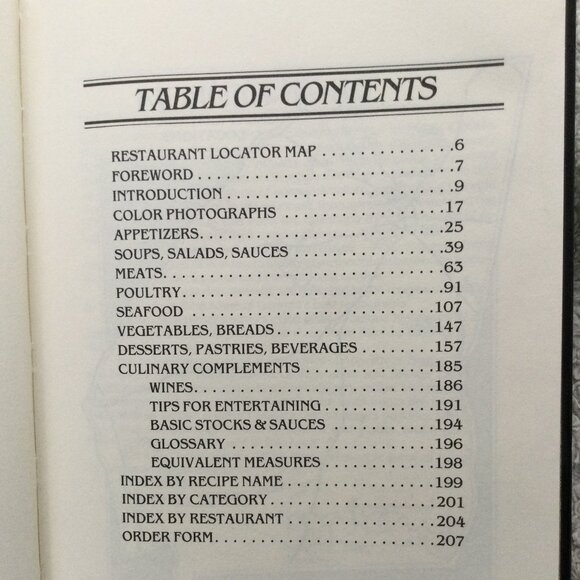 TABLE OF CONTENTS
RESTAURANT LOCATOR MAP . . . . . . . . . . . . .6
FOREWORD . . . . . . . . . . . . . . . . . . . . . . . . .7
INTRODUCTION . . . . . . . . . . . . . . . . . . . . . .9
COLOR PHOTOGRAPHS . . . . . . . . . . . . . . . .17
APPETIZERS. . . . . . . . . . . . . . . . . . . . . . . .25
SOUPS, SALADS, SAUCES . . . . . . . . . . . . . . .39
MEATS. . . . . . . . . . . . . . . . . . . . . . . . . . . .63
POULTRY. . . . . . . . . . . . . . . . . . . . . . . . . .91
SEAFOOD . . . . . . . . . . . . . . . . . . . . . . . . .107
VEGETABLES, BREADS. . . . . . . . . . . . . . . .147
DESSERTS, PASTRIES, BEVERAGES . . . . . . . .157
CULINARY COMPLEMENTS . . . . . . . . . . . . . .185
WINES. . . . . . . . . . . . . . . . . . . . . . . . .186
TIPS FOR ENTERTAINING . . . . . . . . . . . .191
BASIC STOCKS & SAUCES . . . . . . . . . . .194
GLOSSARY . . . . . . . . . . . . . . . . . . . . .196
EQUIVALENT MEASURES . . . . . . . . . . . .198
INDEX BY RECIPE NAME . . . . . . . . . . . . . . .199
INDEX BY CATEGORY. . . . . . . . . . . . . . . . .201
INDEX BY RESTAURANT . . . . . . . . . . . . . . .204
ORDER FORM. . . . . . . . . . . . . . . . . . . . . .207